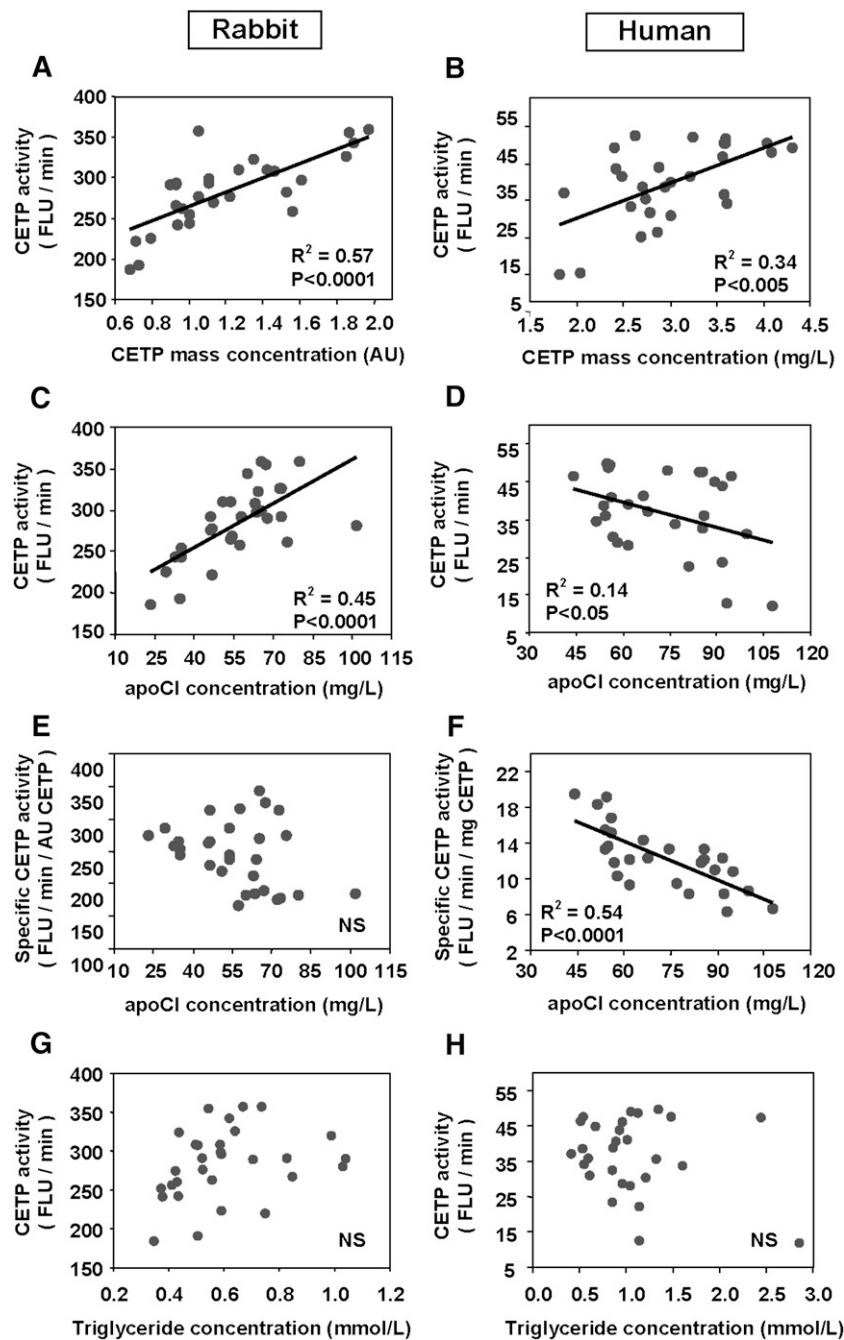 Rabbit
Human
A
400
350
300
250
200
150
CETP activity
( FLU / min )
R² = 0.57
P<0.0001
0.6 0.8 1.0 1.2 1.4 1.6 1.8 2.0
CETP mass concentration (AU)
B
55
45
35
25
15
5
CETP activity
( FLU / min )
R² = 0.34
P<0.005
1.5 2.0 2.5 3.0 3.5 4.0 4.5
CETP mass concentration (mg/L)
C
400
350
300
250
200
150
CETP activity
( FLU / min )
R² = 0.45
P<0.0001
10 25 40 55 70 85 100 115
apoCI concentration (mg/L)
D
55
45
35
25
15
5
CETP activity
( FLU / min )
R² = 0.14
P<0.05
30 45 60 75 90 105 120
apoCI concentration (mg/L)
E
400
350
300
250
200
150
100
Specific CETP activity
( FLU / min / AU CETP )
NS
10 25 40 55 70 85 100 115
apoCI concentration (mg/L)
F
22
18
14
10
6
2
Specific CETP activity
( FLU / min / mg CETP )
R² = 0.54
P<0.0001
30 45 60 75 90 105 120
apoCI concentration (mg/L)
G
400
350
300
250
200
150
CETP activity
( FLU / min )
NS
0.2 0.4 0.6 0.8 1.0 1.2
Triglyceride concentration (mmol/L)
H
55
45
35
25
15
5
CETP activity
( FLU / min )
NS
0.0 0.5 1.0 1.5 2.0 2.5 3.0
Triglyceride concentration (mmol/L)